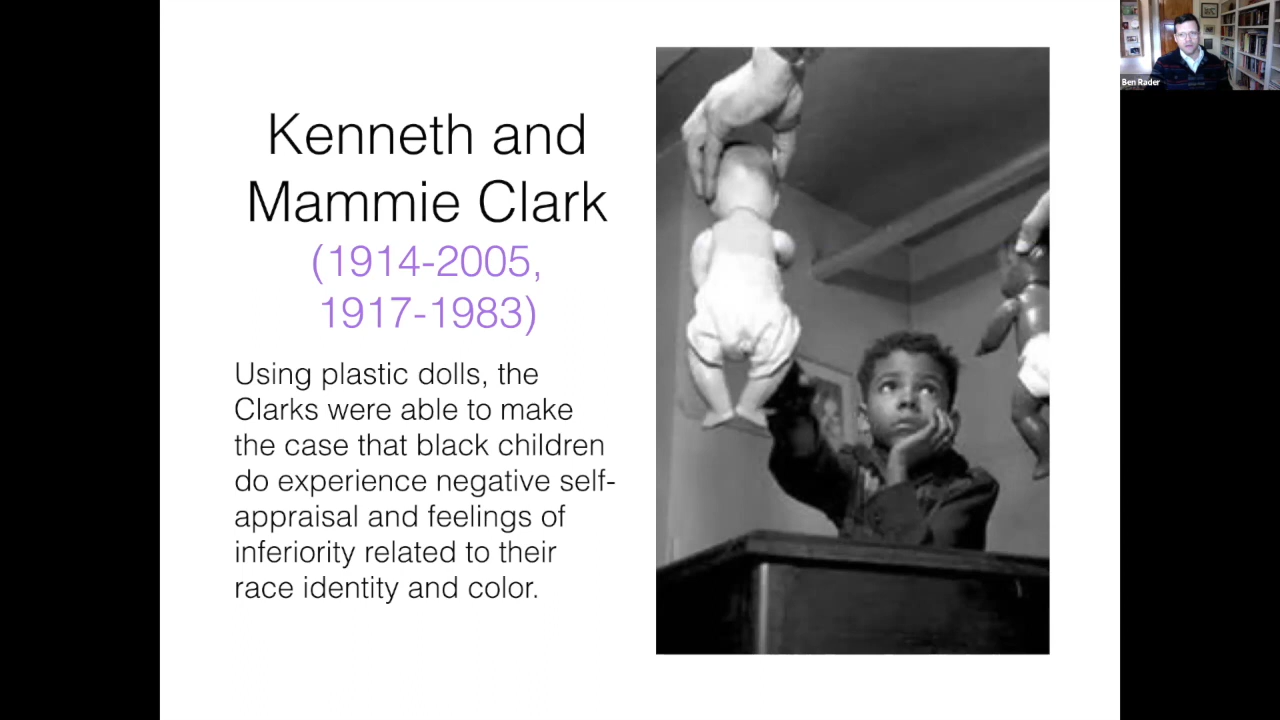 Kenneth and
Mammie Clark
(1914-2005,
1917-1983)
Using plastic dolls, the
Clarks were able to make
the case that black children
do experience negative self-
appraisal and feelings of
inferiority related to their
race identity and color.
Ben Rader